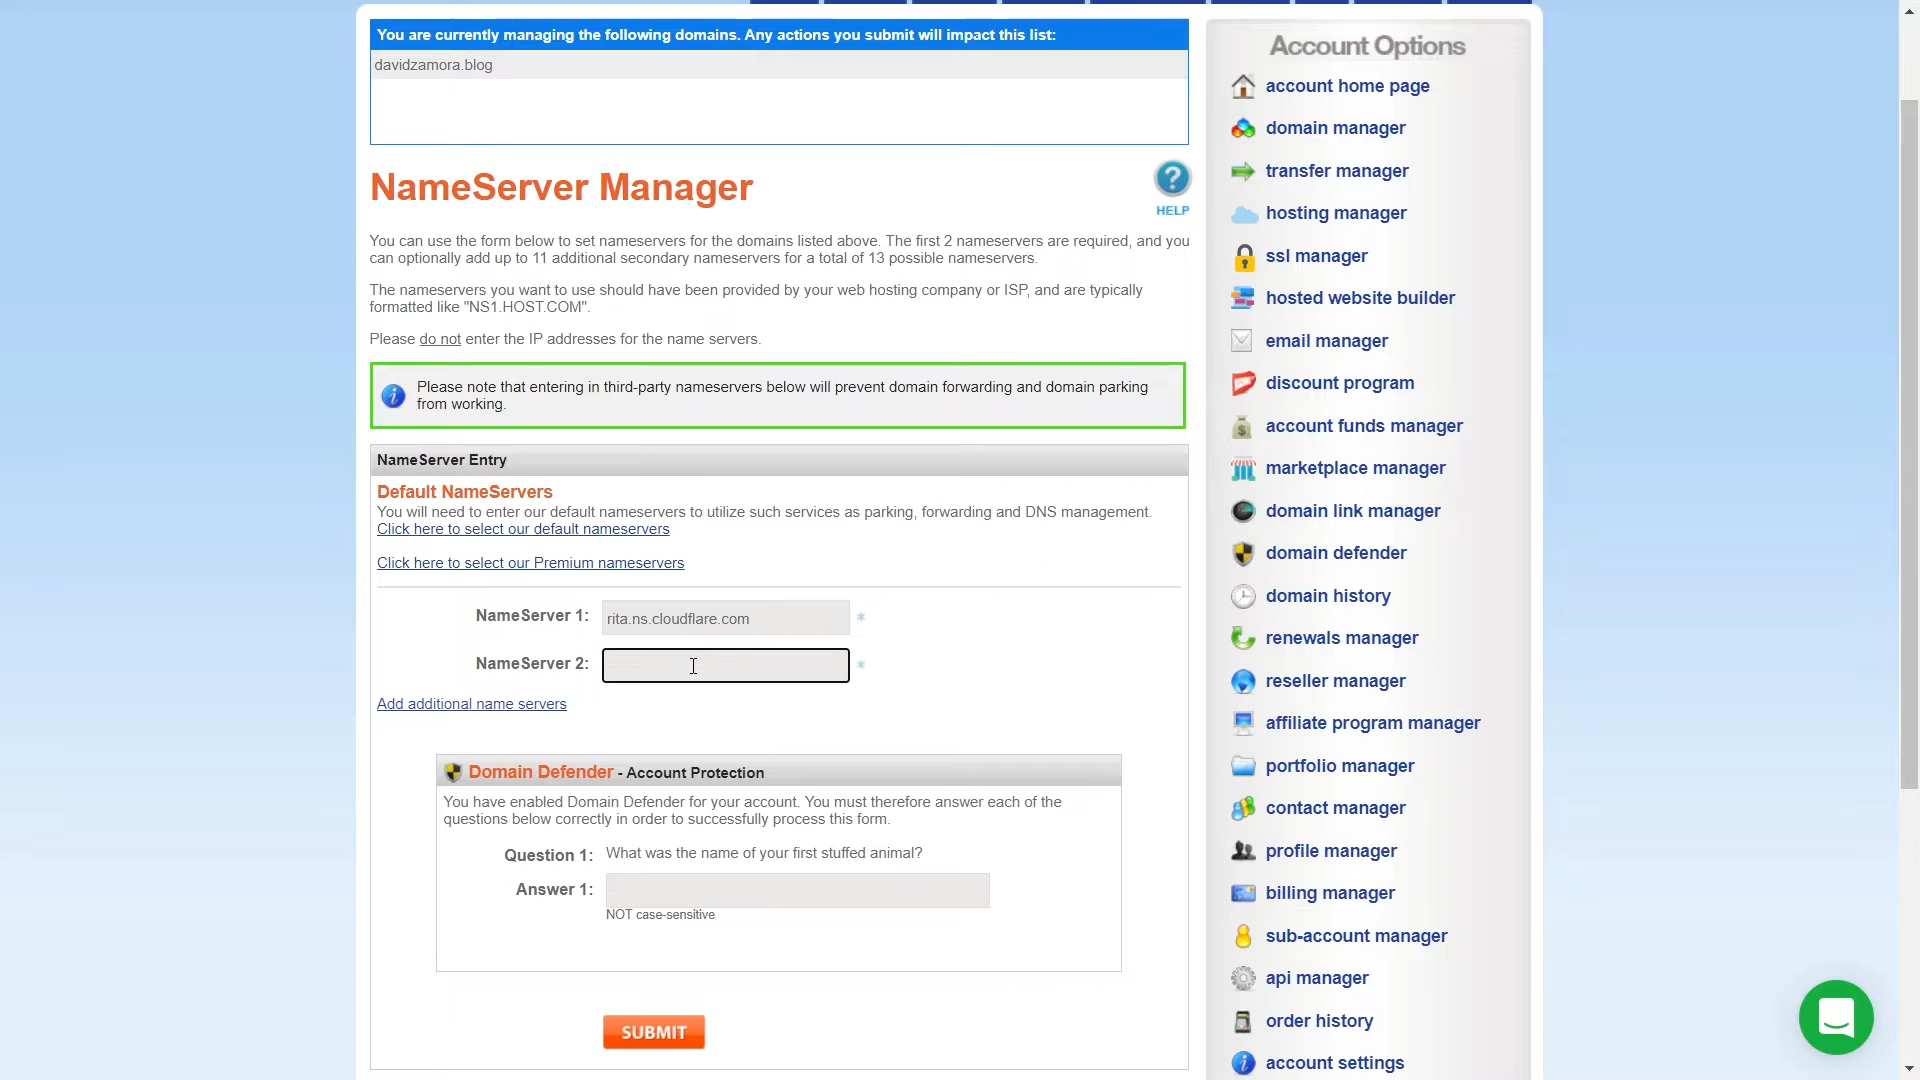 You are currently managing the following domains. Any actions you submit will impact this list:
davidzamora.blog
NameServer Manager
HELP
You can use the form below to set nameservers for the domains listed above. The first 2 nameservers are required, and you
can optionally add up to 11 additional secondary nameservers for a total of 13 possible nameservers.
The nameservers you want to use should have been provided by your web hosting company or ISP, and are typically
formatted like "NS1.HOST.COM".
Please do not enter the IP addresses for the name servers.
Please note that entering in third-party nameservers below will prevent domain forwarding and domain parking
from working.
NameServer Entry
Default NameServers
You will need to enter our default nameservers to utilize such services as parking, forwarding and DNS management.
Click here to select our default nameservers
Click here to select our Premium nameservers
NameServer 1: rita.ns.cloudflare.com *
NameServer 2: *
Add additional name servers
Domain Defender - Account Protection
You have enabled Domain Defender for your account. You must therefore answer each of the
questions below correctly in order to successfully process this form.
Question 1: What was the name of your first stuffed animal?
Answer 1:
NOT case-sensitive
SUBMIT
Account Options
account home page
domain manager
transfer manager
hosting manager
ssl manager
hosted website builder
email manager
discount program
account funds manager
marketplace manager
domain link manager
domain defender
domain history
renewals manager
reseller manager
affiliate program manager
portfolio manager
contact manager
profile manager
billing manager
sub-account manager
api manager
order history
account settings